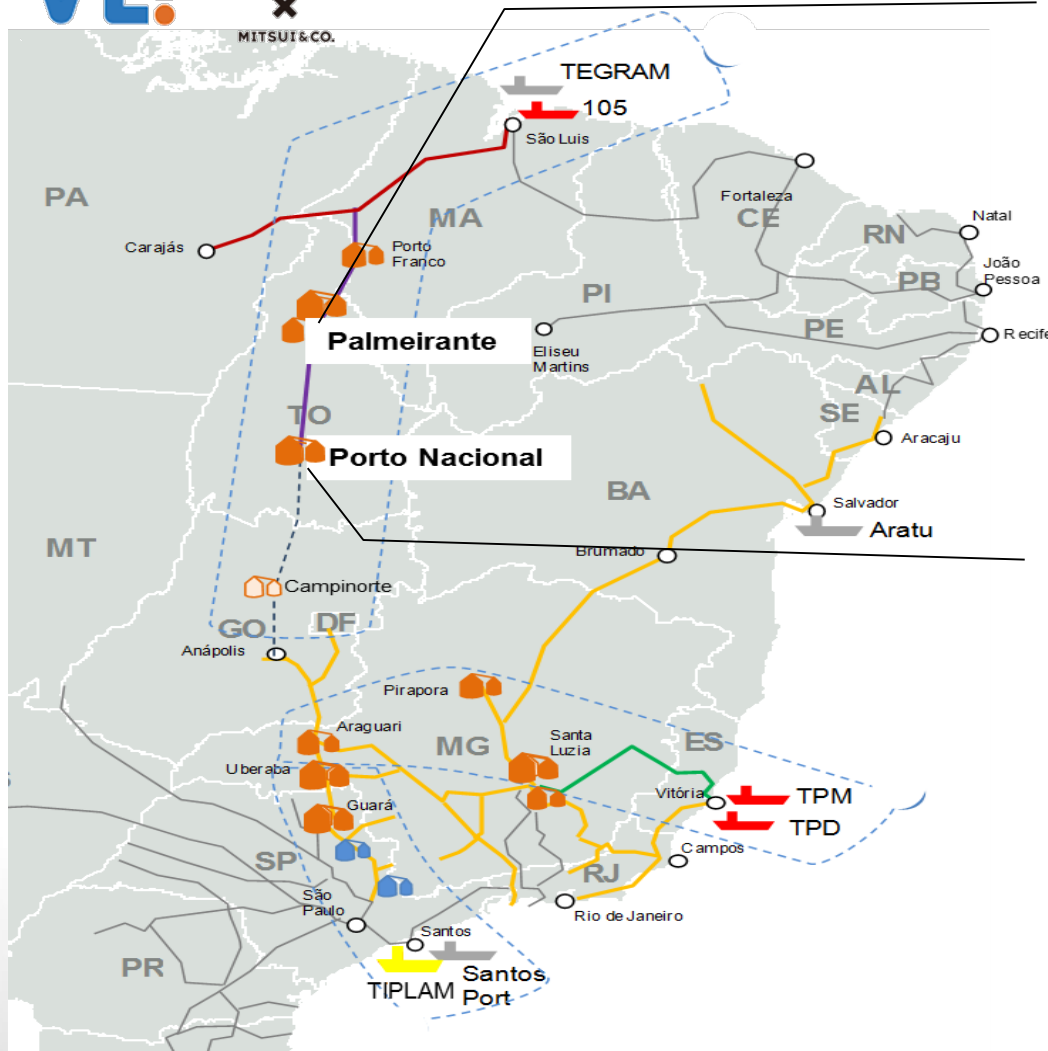 VL!
MITSUI&CO.
TEGRAM
105
São Luis
PA
MA
Fortaleza
CE
Carajás
Porto
Franco
RN
Natal
João
Pessoa
PB
PI
PE
Recife
Palmeirante
Eliseu
Martins
AL
TO
SE
Aracaju
Porto Nacional
BA
Salvador
Aratu
MT
Brumado
Campinorte
GO
DF
Anápolis
Pirapora
Araguari
MG
Santa
Luzia
ES
Uberaba
Vitória
TPM
Guará
TPD
Campos
SP
RJ
São
Paulo
Rio de Janeiro
Santos
PR
TIPLAM
Santos
Port